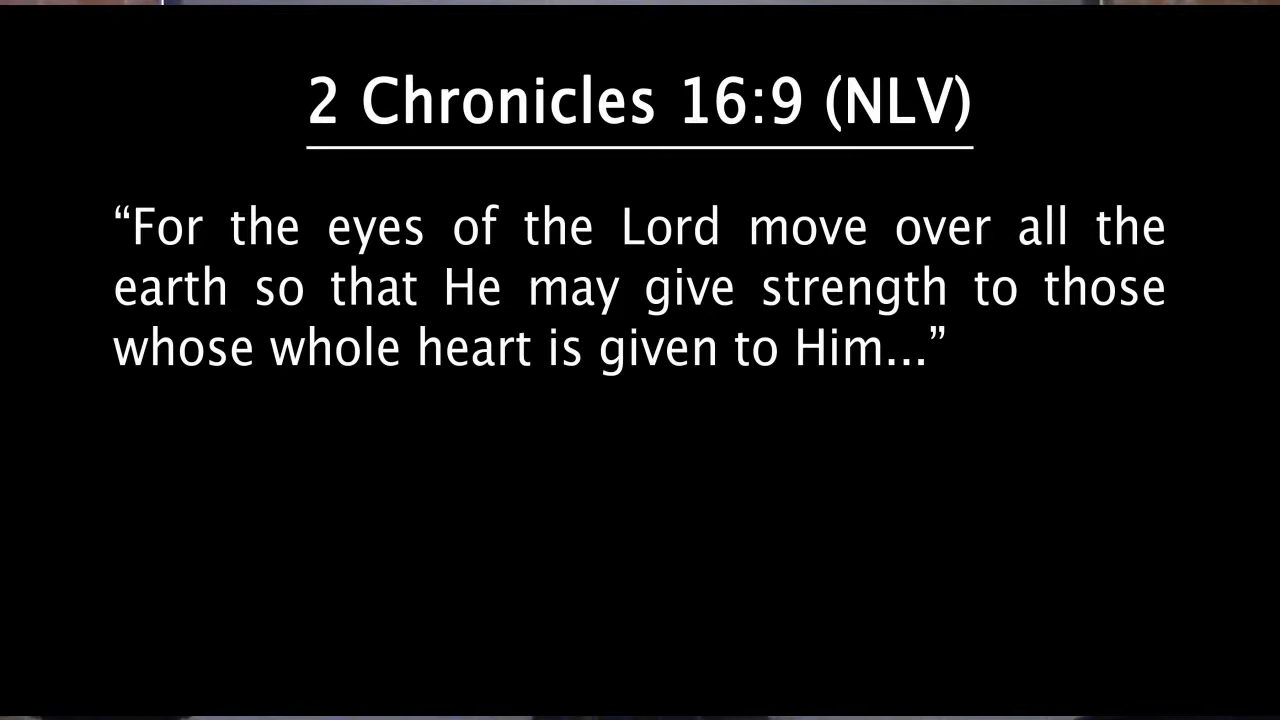 2 Chronicles 16:9 (NLV)
“For the eyes of the Lord move over all the
earth so that He may give strength to those
whose whole heart is given to Him...”